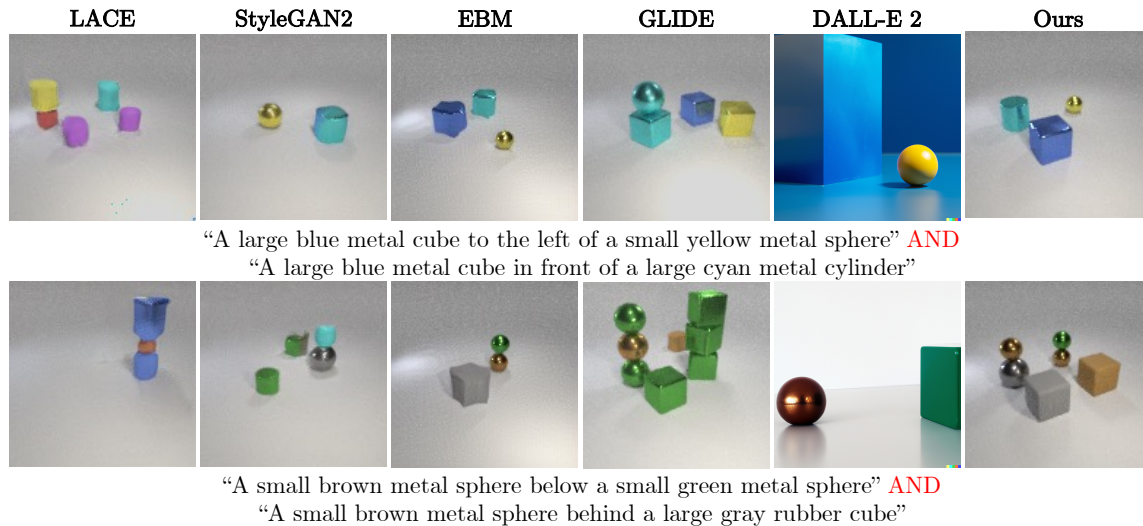 LACE StyleGAN2 EBM GLIDE DALL-E 2 Ours
“A large blue metal cube to the left of a small yellow metal sphere” AND
“A large blue metal cube in front of a large cyan metal cylinder”
“A small brown metal sphere below a small green metal sphere” AND
“A small brown metal sphere behind a large gray rubber cube”